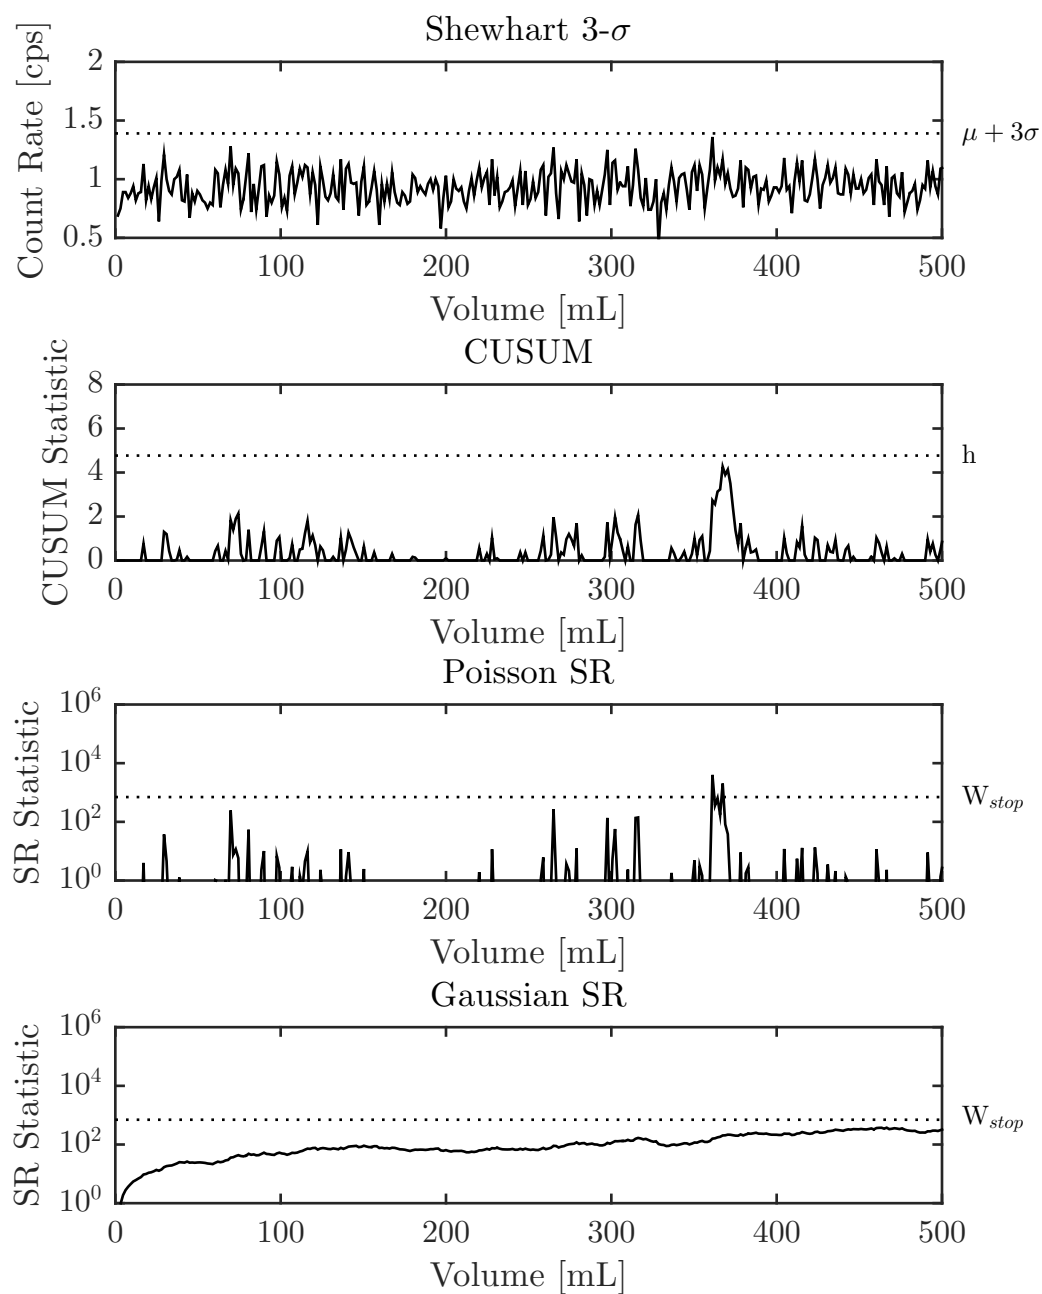 Shewhart 3-σ
Count Rate [cps]
2
1.5
1
0.5
μ + 3σ
0 100 200 300 400 500
Volume [mL]
CUSUM
CUSUM Statistic
8
6
4
2
0
h
0 100 200 300 400 500
Volume [mL]
Poisson SR
SR Statistic
10^6
10^4
10^2
10^0
W_stop
0 100 200 300 400 500
Volume [mL]
Gaussian SR
SR Statistic
10^6
10^4
10^2
10^0
W_stop
0 100 200 300 400 500
Volume [mL]